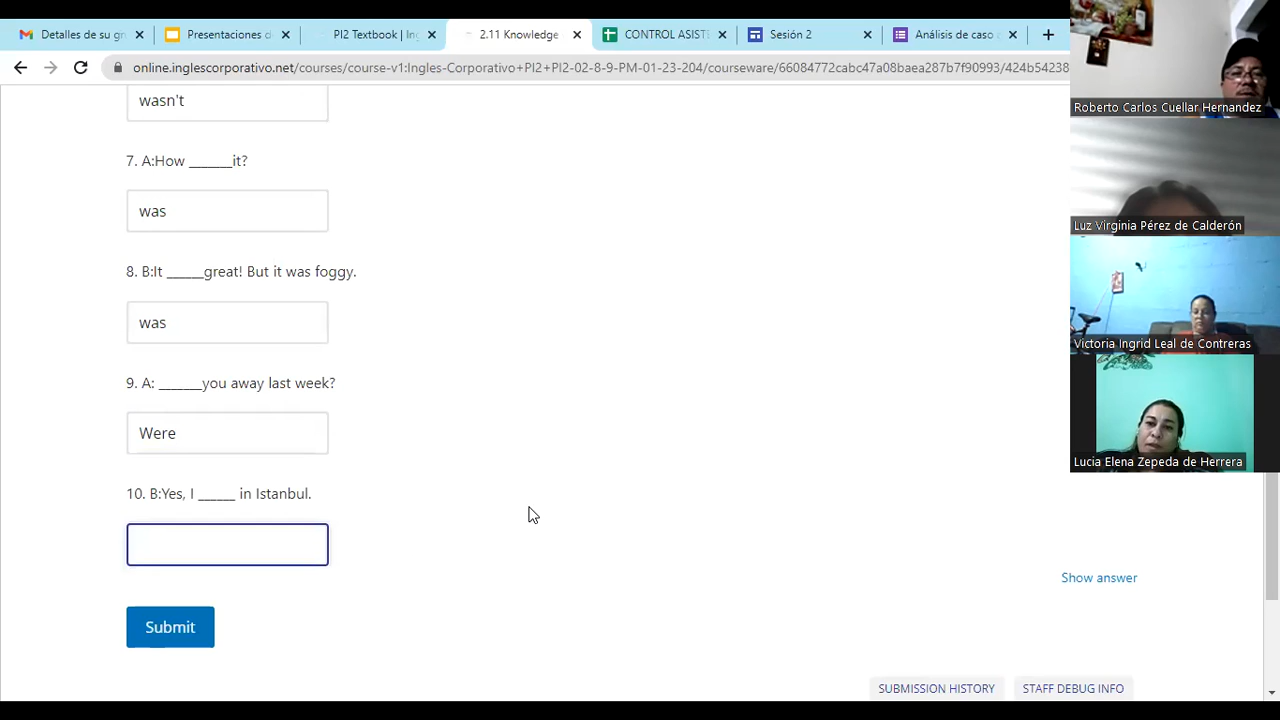 Detalles de su gr
Presentaciones d
PI2 Textbook | Ing
2.11 Knowledge
CONTROL ASIST
Sesión 2
Análisis de caso
online.inglescorporativo.net/courses/course-v1:Ingles-Corporativo+PI2+PI2-02-8-9-PM-01-23-204/courseware/66084772cabc47a08baea287b7f90993/424b54238
wasn't
7. A:How _______it?
was
8. B:It ______great! But it was foggy.
was
9. A: _______you away last week?
Were
10. B:Yes, I ______ in Istanbul.
Show answer
Submit
SUBMISSION HISTORY
STAFF DEBUG INFO
Roberto Carlos Cuellar Hernandez
Luz Virginia Pérez de Calderón
Victoria Ingrid Leal de Contreras
Lucia Elena Zepeda de Herrera